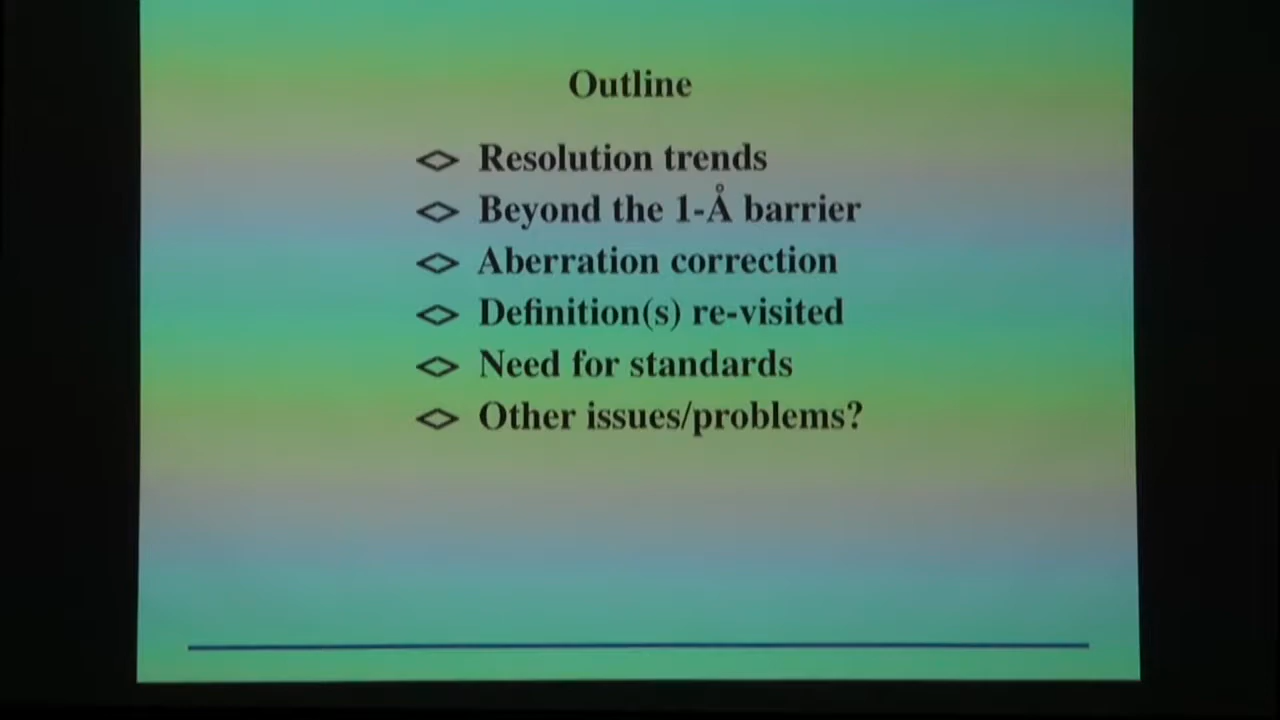 Outline
Resolution trends
Beyond the 1-Å barrier
Aberration correction
Definition(s) re-visited
Need for standards
Other issues/problems?